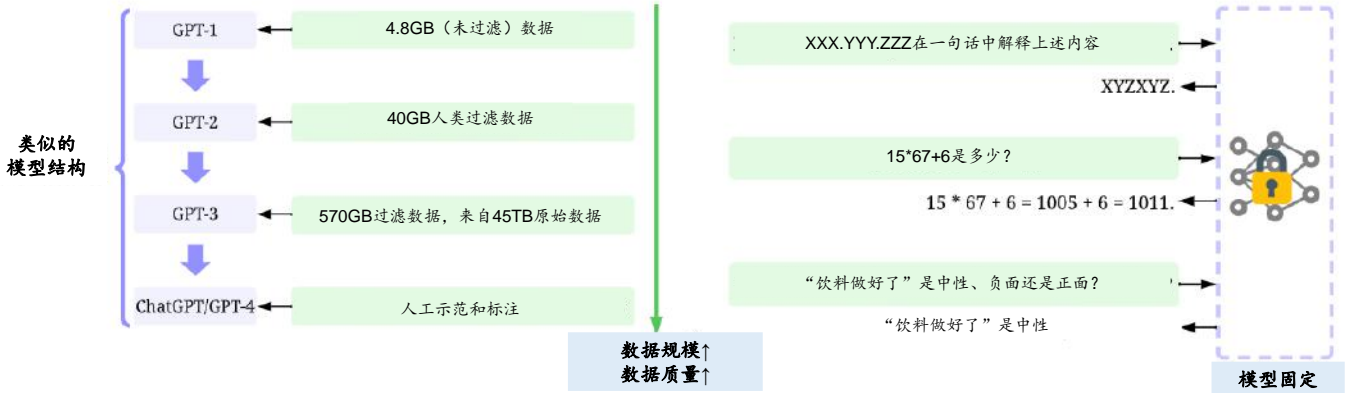 类似的
模型结构
GPT-1
4.8GB（未过滤）数据
GPT-2
40GB人类过滤数据
GPT-3
570GB过滤数据，来自45TB原始数据
ChatGPT/GPT-4
人工示范和标注
数据规模↑
数据质量↑
XXX.YYY.ZZZ在一句话中解释上述内容
XYZXYZ.
15*67+6是多少？
15 * 67 + 6 = 1005 + 6 = 1011.
“饮料做好了”是中性、负面还是正面？
“饮料做好了”是中性
模型固定